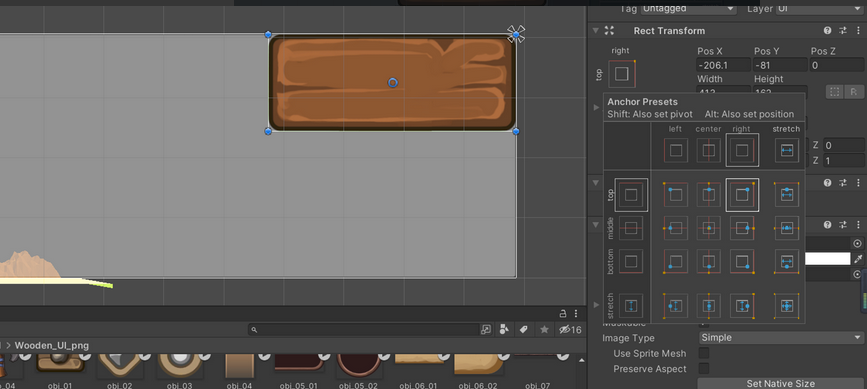 Tag Untagged Layer UI
Rect Transform
right
Pos X Pos Y Pos Z
top
-206.1 -81 0
Width Height
Anchor Presets
Shift: Also set pivot Alt: Also set position
left center right stretch
Z 0
Z 1
top
middle
bottom
stretch
16
Image Type Simple
Use Sprite Mesh
Preserve Aspect
Set Native Size
Wooden_UI_png
_04 obj_01 obj_02 obj_03 obj_04 obj_05_01 obj_05_02 obj_06_01 obj_06_02 obj_07